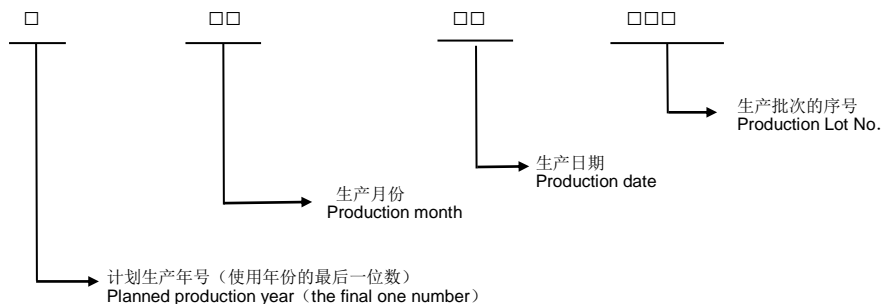 □ □□ □□ □□□
生产批次的序号
Production Lot No.
生产日期
Production date
生产月份
Production month
计划生产年号（使用年份的最后一位数）
Planned production year（the final one number）